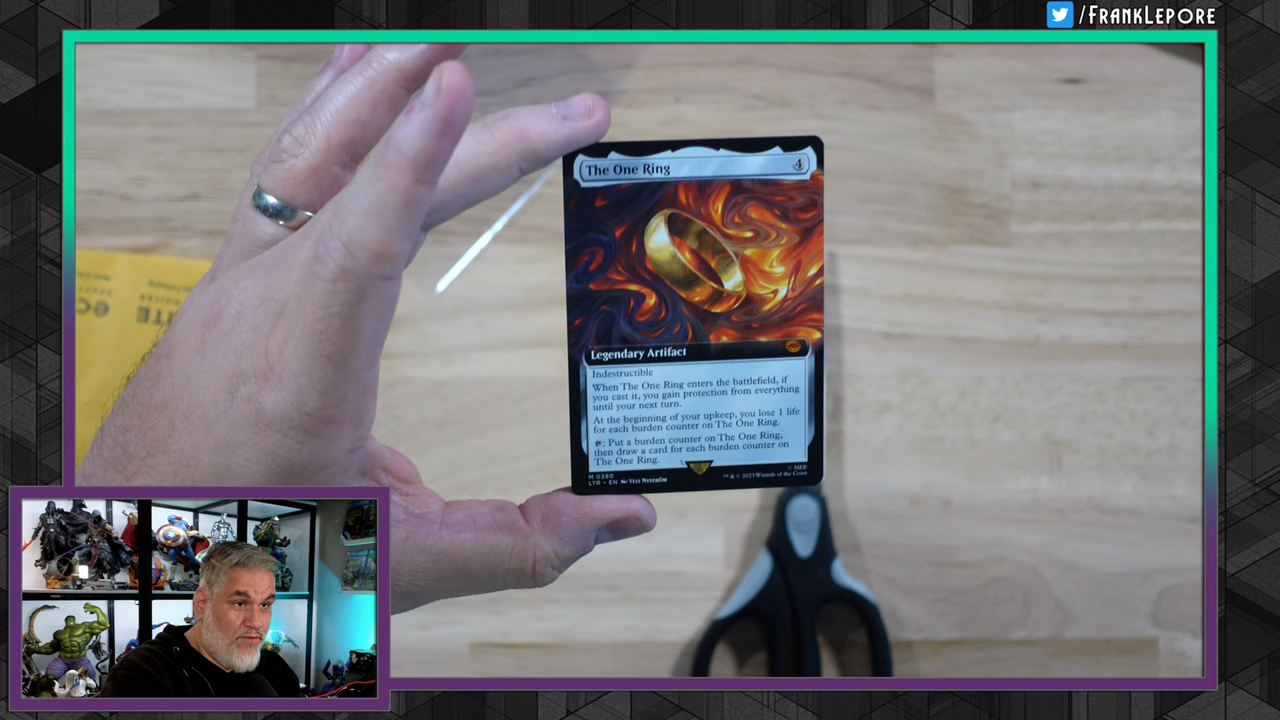 /FrankLepore
The One Ring 4
Legendary Artifact
Indestructible
When The One Ring enters the battlefield, if
you cast it, you gain protection from everything
until your next turn.
At the beginning of your upkeep, you lose 1 life
for each burden counter on The One Ring.
: Put a burden counter on The One Ring,
then draw a card for each burden counter on
The One Ring.
M 0380
LTR • EN Veli Nyström
© MEE
™ & © 2023 Wizards of the Coast